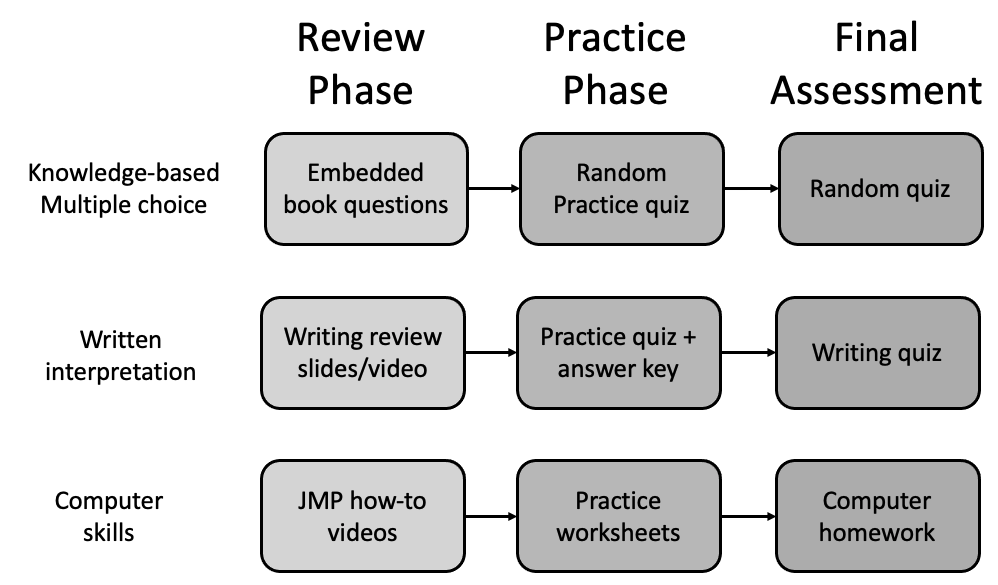 Review
Phase
Practice
Phase
Final
Assessment
Knowledge-based
Multiple choice
Embedded
book questions
Random
Practice quiz
Random quiz
Written
interpretation
Writing review
slides/video
Practice quiz +
answer key
Writing quiz
Computer
skills
JMP how-to
videos
Practice
worksheets
Computer
homework